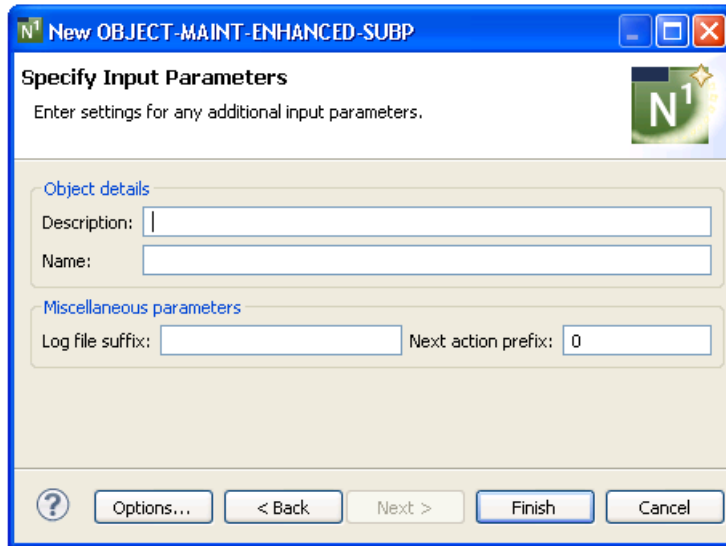 N1 New OBJECT-MAINT-ENHANCED-SUBP
Specify Input Parameters
Enter settings for any additional input parameters.
N1
Object details
Description:
Name:
Miscellaneous parameters
Log file suffix: Next action prefix: 0
? Options... < Back Next > Finish Cancel